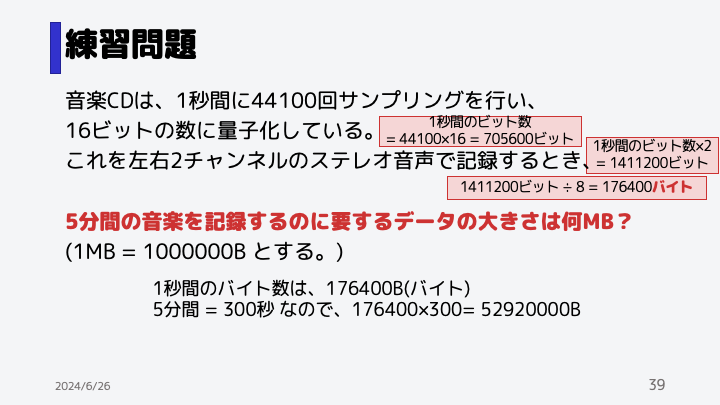 練習問題
音楽CDは、1秒間に44100回サンプリングを行い、
16ビットの数に量子化している。
1秒間のビット数
= 44100×16 = 705600ビット
これを左右2チャンネルのステレオ音声で記録するとき、
1秒間のビット数×2
= 1411200ビット
1411200ビット ÷ 8 = 176400バイト
5分間の音楽を記録するのに要するデータの大きさは何MB？
(1MB = 1000000B とする。)
1秒間のバイト数は、176400B(バイト)
5分間 = 300秒 なので、176400×300= 52920000B
2024/6/26
39